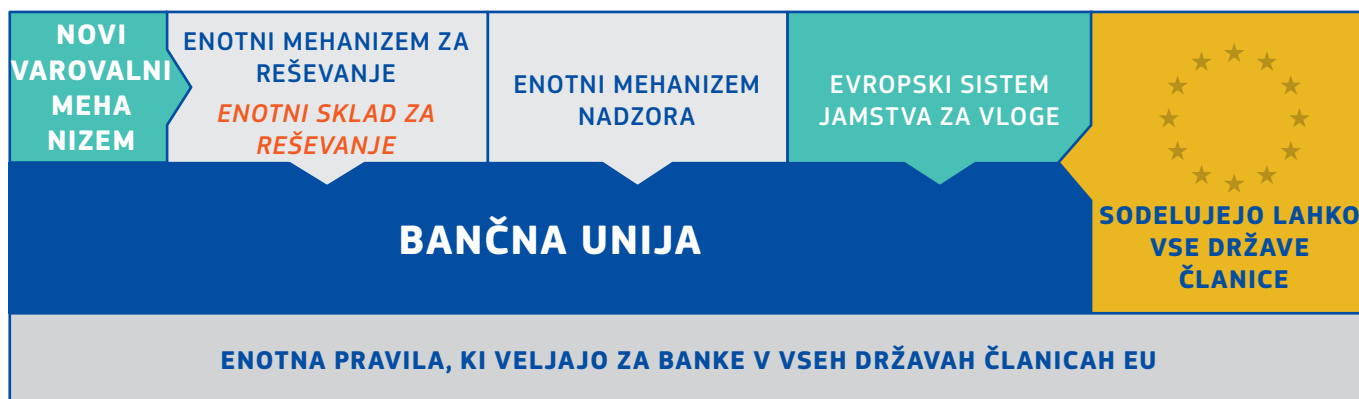 NOVI
VAROVALNI
MEHA
NIZEM
ENOTNI MEHANIZEM ZA
REŠEVANJE
ENOTNI SKLAD ZA
REŠEVANJE
ENOTNI MEHANIZEM
NADZORA
EVROPSKI SISTEM
JAMSTVA ZA VLOGE
SODELUJEJO LAHKO
VSE DRŽAVE
ČLANICE
BANČNA UNIJA
ENOTNA PRAVILA, KI VELJAJO ZA BANKE V VSEH DRŽAVAH ČLANICAH EU